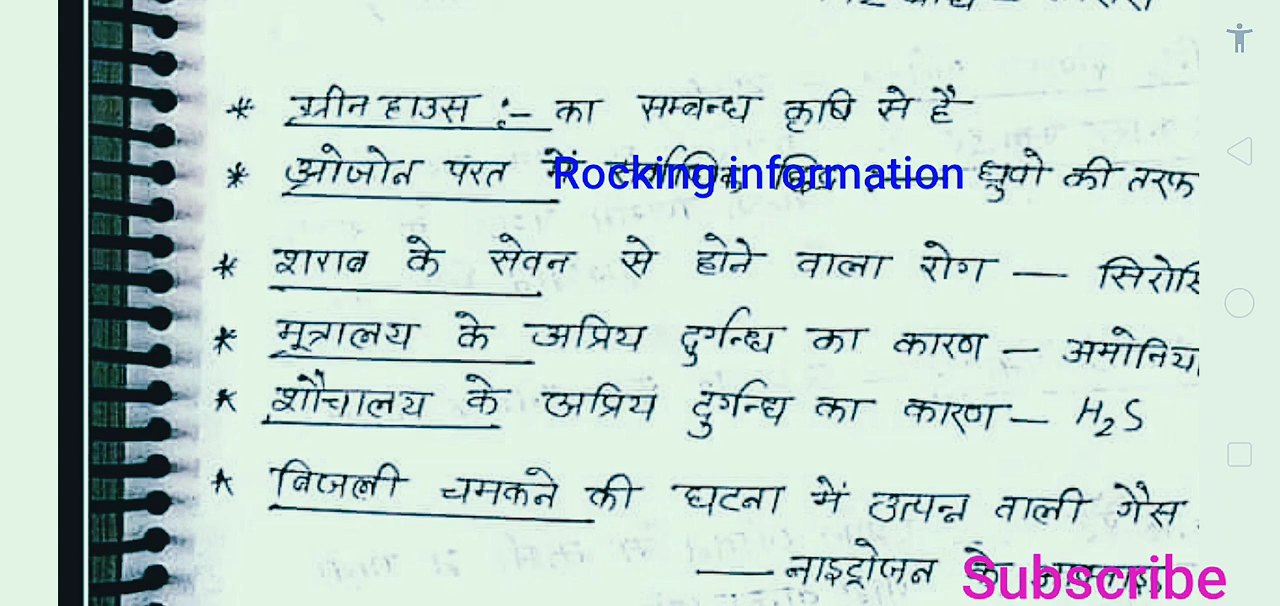 * ग्रीन हाउस :- का सम्बन्ध कृषि से है
* ओजोन परत में ध्रुवो की तरफ
Rocking information
* शराब के सेवन से होने वाला रोग — सिरोसि
* मूत्रालय के अप्रिय दुर्गन्ध का कारण — अमोनिया
* शौचालय के अप्रिय दुर्गन्धि का कारण — H₂S
* बिजली चमकने की घटना में उत्पन्न वाली गैस
— नाइट्रोजन के
Subscribe